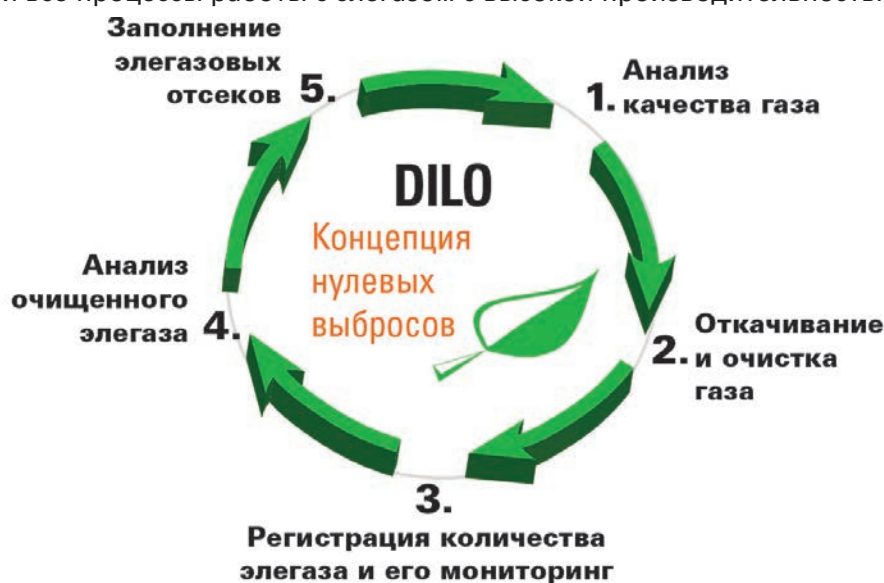 Заполнение
элегазовых
отсеков
5.
1.
Анализ
качества газа
DILO
Концепция
нулевых
выбросов
Анализ
очищенного
элегаза
4.
2.
Откачивание
и очистка
газа
3.
Регистрация количества
элегаза и его мониторинг